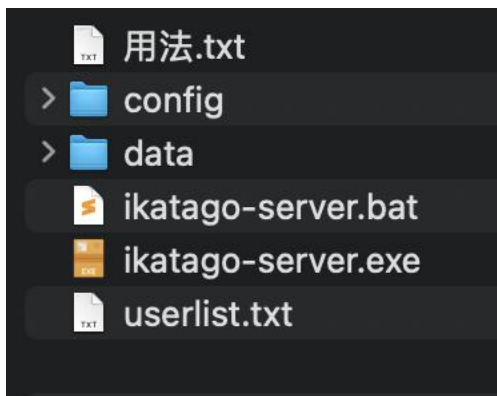 用法.txt
config
data
ikatago-server.bat
ikatago-server.exe
userlist.txt